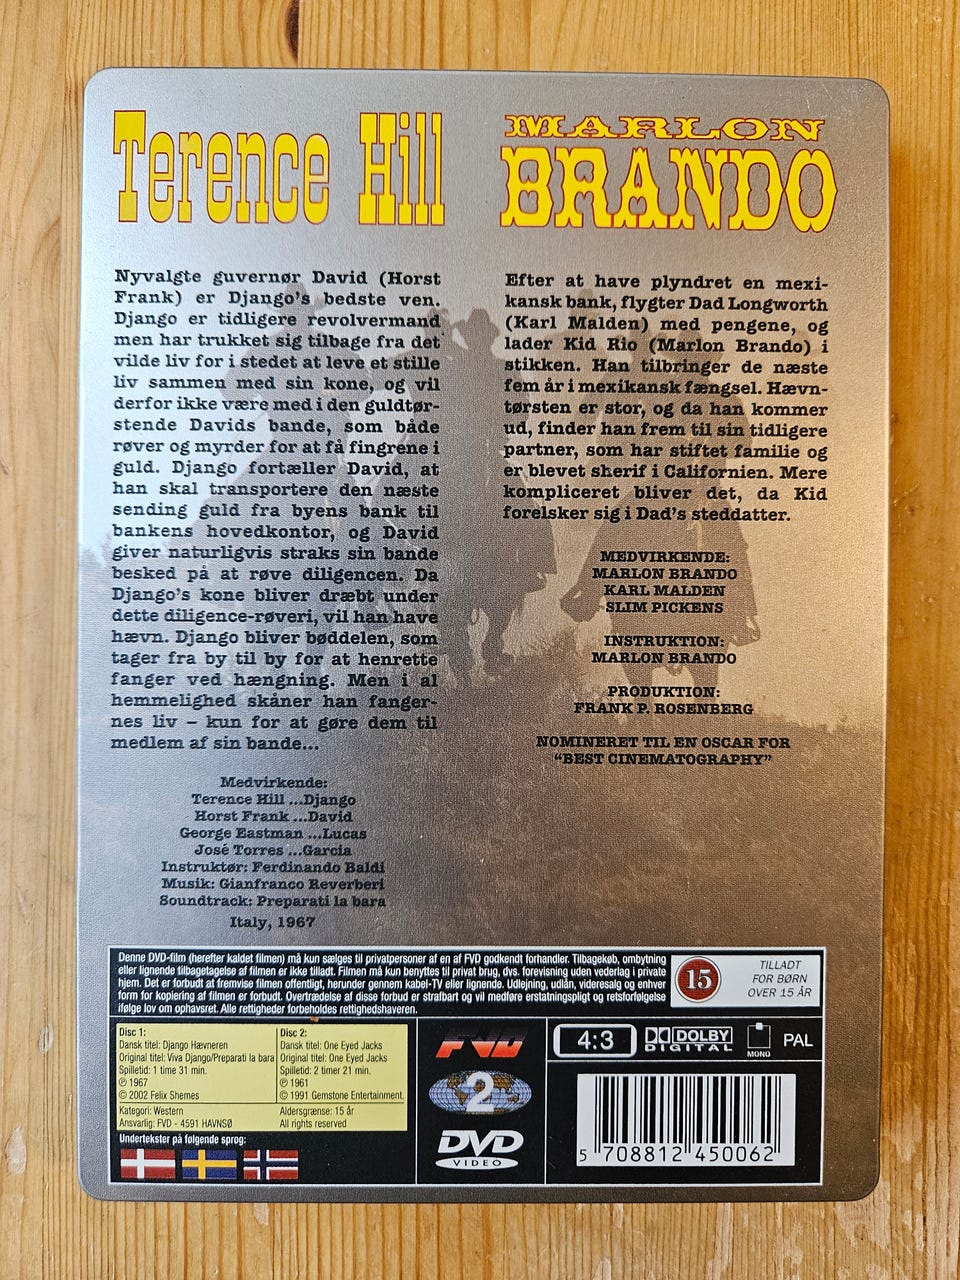 Terence Hill
Nyvalgte guvernør David (Horst
Frank) er Django's bedste ven.
Django er tidligere revolvermand
men har trukket sig tilbage fra det
vilde liv for i stedet at leve et stille
liv sammen med sin kone, og vil
derfor ikke være med i den guldtør-
stende Davids bande, som både
røver og myrder for at få fingrene i
guld. Django fortæller David, at
han skal transportere den næste
sending guld fra byens bank til
bankens hovedkontor, og David
giver naturligvis straks sin bande
besked på at røve diligencen. Da
Django's kone bliver dræbt under
dette diligence-røveri, vil han have
hævn. Django bliver bøddelen, som
tager fra by til by for at henrette
fanger ved hængning. Men i al
hemmelighed skåner han fanger-
nes liv – kun for at gøre dem til
medlem af sin bande...
Medvirkende:
Terence Hill ...Django
Horst Frank ...David
George Eastman ...Lucas
José Torres ...Garcia
Instruktør: Ferdinando Baldi
Musik: Gianfranco Reverberi
Soundtrack: Preparati la bara
Italy, 1967
MARLON
BRANDO
Efter at have plyndret en mexi-
kansk bank, flygter Dad Longworth
(Karl Malden) med pengene, og
lader Kid Rio (Marlon Brando) i
stikken. Han tilbringer de næste
fem år i mexikansk fængsel. Hævn-
tørsten er stor, og da han kommer
ud, finder han frem til sin tidligere
partner, som har stiftet familie og
er blevet sherif i Californien. Mere
kompliceret bliver det, da Kid
forelsker sig i Dad's steddatter.
MEDVIRKENDE:
MARLON BRANDO
KARL MALDEN
SLIM PICKENS
INSTRUKTION:
MARLON BRANDO
PRODUKTION:
FRANK P. ROSENBERG
NOMINERET TIL EN OSCAR FOR
"BEST CINEMATOGRAPHY"
Denne DVD-film (herefter kaldet filmen) må kun sælges til privatpersoner af en af FVD godkendt forhandler. Tilbagekøb, ombytning
eller lignende tilbagetagelse af filmen er ikke tilladt. Filmen må kun benyttes til privat brug, dvs. forevisning uden vederlag i private
hjem. Det er forbudt at fremvise filmen offentligt, herunder gennem kabel-TV eller lignende. Udlejning, udlån, videresalg og enhver
form for kopiering af filmen er forbudt. Overtrædelse af disse forbud er strafbart og vil medføre erstatningspligt og retsforfølgelse
ifølge lov om ophavsret. Alle rettigheder forbeholdes rettighedshaveren.
15
TILLADT
FOR BØRN
OVER 15 ÅR
Disc 1:
Dansk titel: Django Hævneren
Original titel: Viva Django/Preparati la bara
Spilletid: 1 time 31 min.
℗ 1967
© 2002 Felix Shemes
Kategori: Western
Ansvarlig: FVD - 4591 HAVNSØ
Disc 2:
Dansk titel: One Eyed Jacks
Original titel: One Eyed Jacks
Spilletid: 2 timer 21 min.
℗ 1961
© 1991 Gemstone Entertainment.
Aldersgrænse: 15 år
All rights reserved
Undertekster på følgende sprog:
FVD
2
DVD
VIDEO
4:3
DOLBY
DIGITAL
MONO
PAL
5 708812 450062